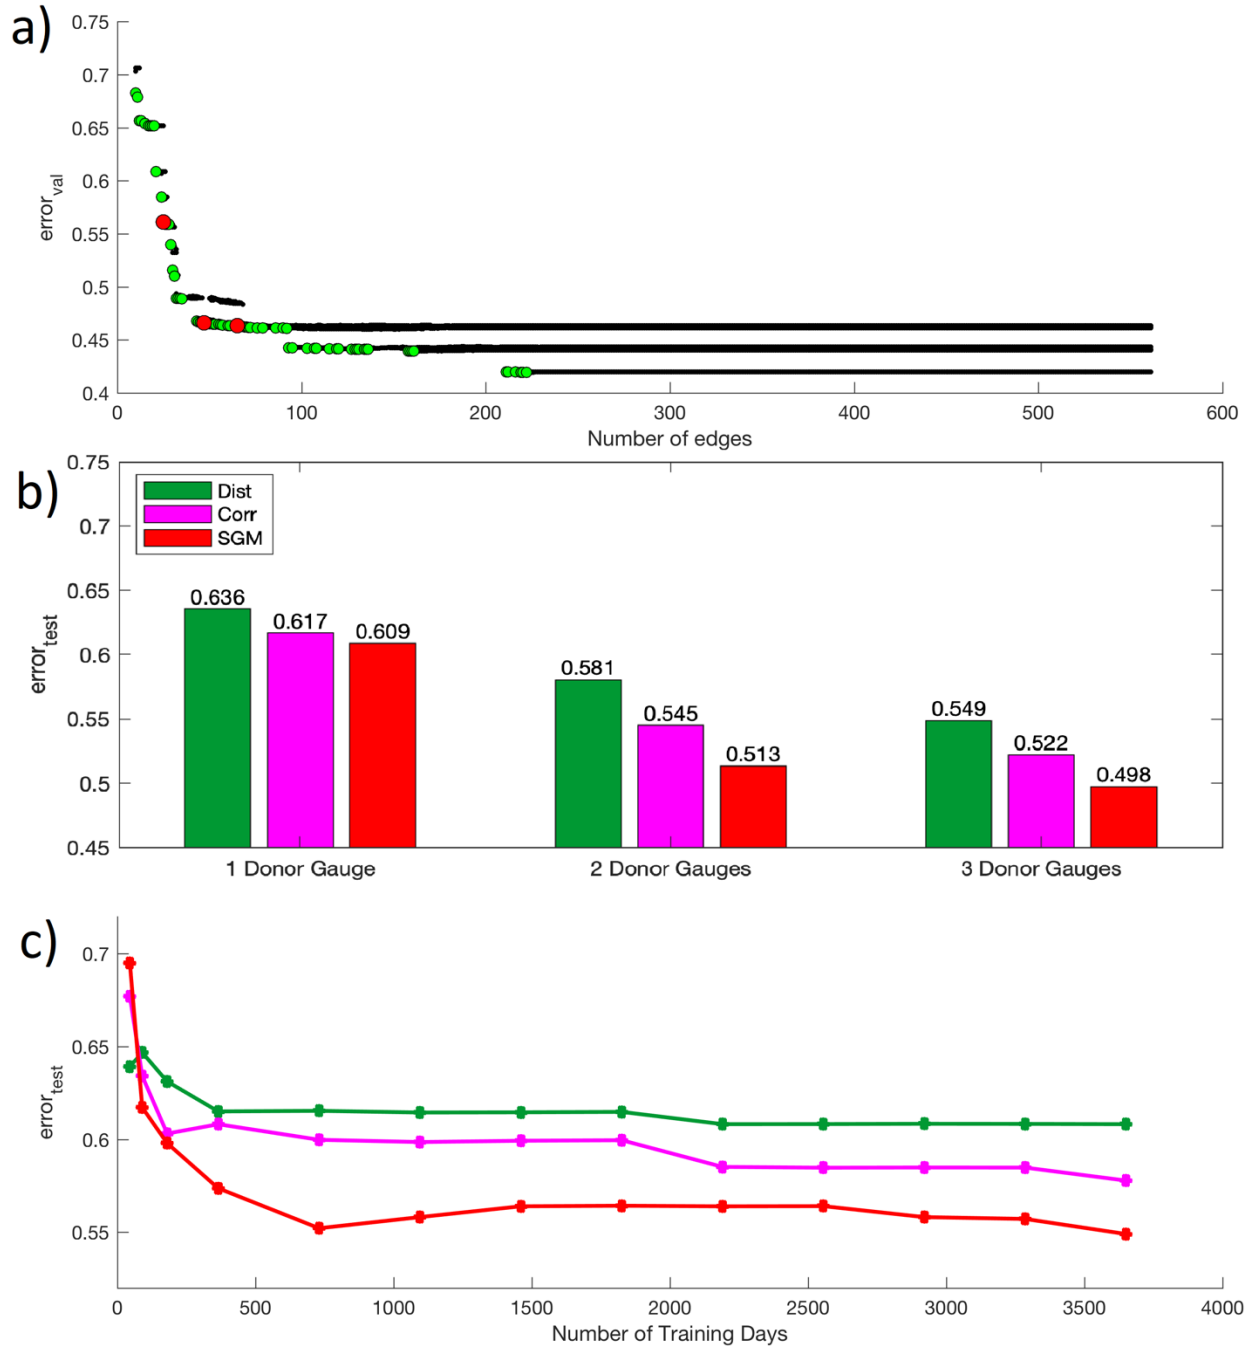 a)
0.75
0.7
0.65
0.6
0.55
0.5
0.45
0.4
error_val
0 100 200 300 400 500 600
Number of edges
b)
0.75
0.7
0.65
0.6
0.55
0.5
0.45
error_test
Dist
Corr
SGM
0.636 0.617 0.609
0.581 0.545 0.513
0.549 0.522 0.498
1 Donor Gauge 2 Donor Gauges 3 Donor Gauges
c)
0.7
0.65
0.6
0.55
error_test
0 500 1000 1500 2000 2500 3000 3500 4000
Number of Training Days